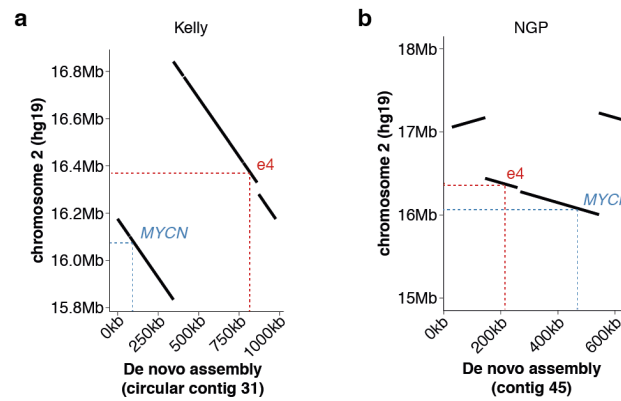 a
Kelly
chromosome 2 (hg19)
16.8Mb
16.6Mb
16.4Mb
16.2Mb
16.0Mb
15.8Mb
e4
MYCN
0kb
250kb
500kb
750kb
1000kb
De novo assembly
(circular contig 31)
b
NGP
chromosome 2 (hg19)
18Mb
17Mb
16Mb
15Mb
e4
MYC
0kb
200kb
400kb
600kb
De novo assembly
(contig 45)